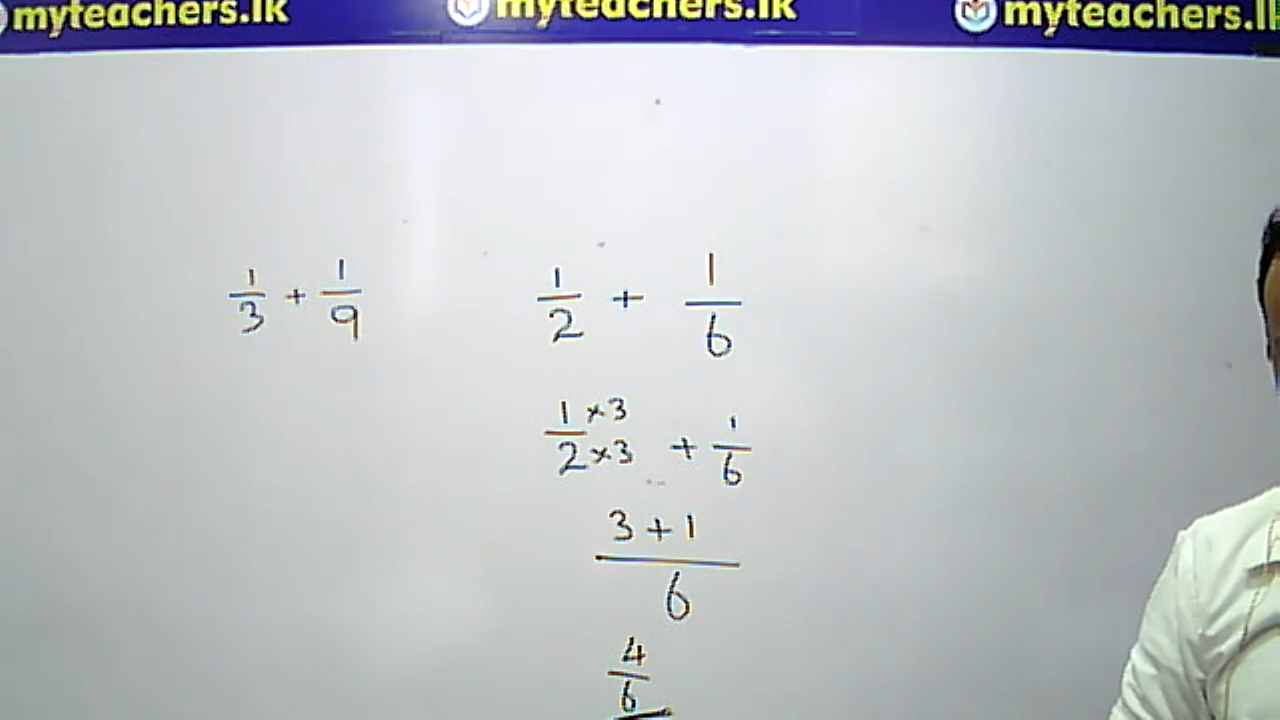 myteachers.lk myteachers.lk myteachers.lk
1/3 + 1/9
1/2 + 1/6
1×3/2×3 + 1/6
3+1/6
4/6